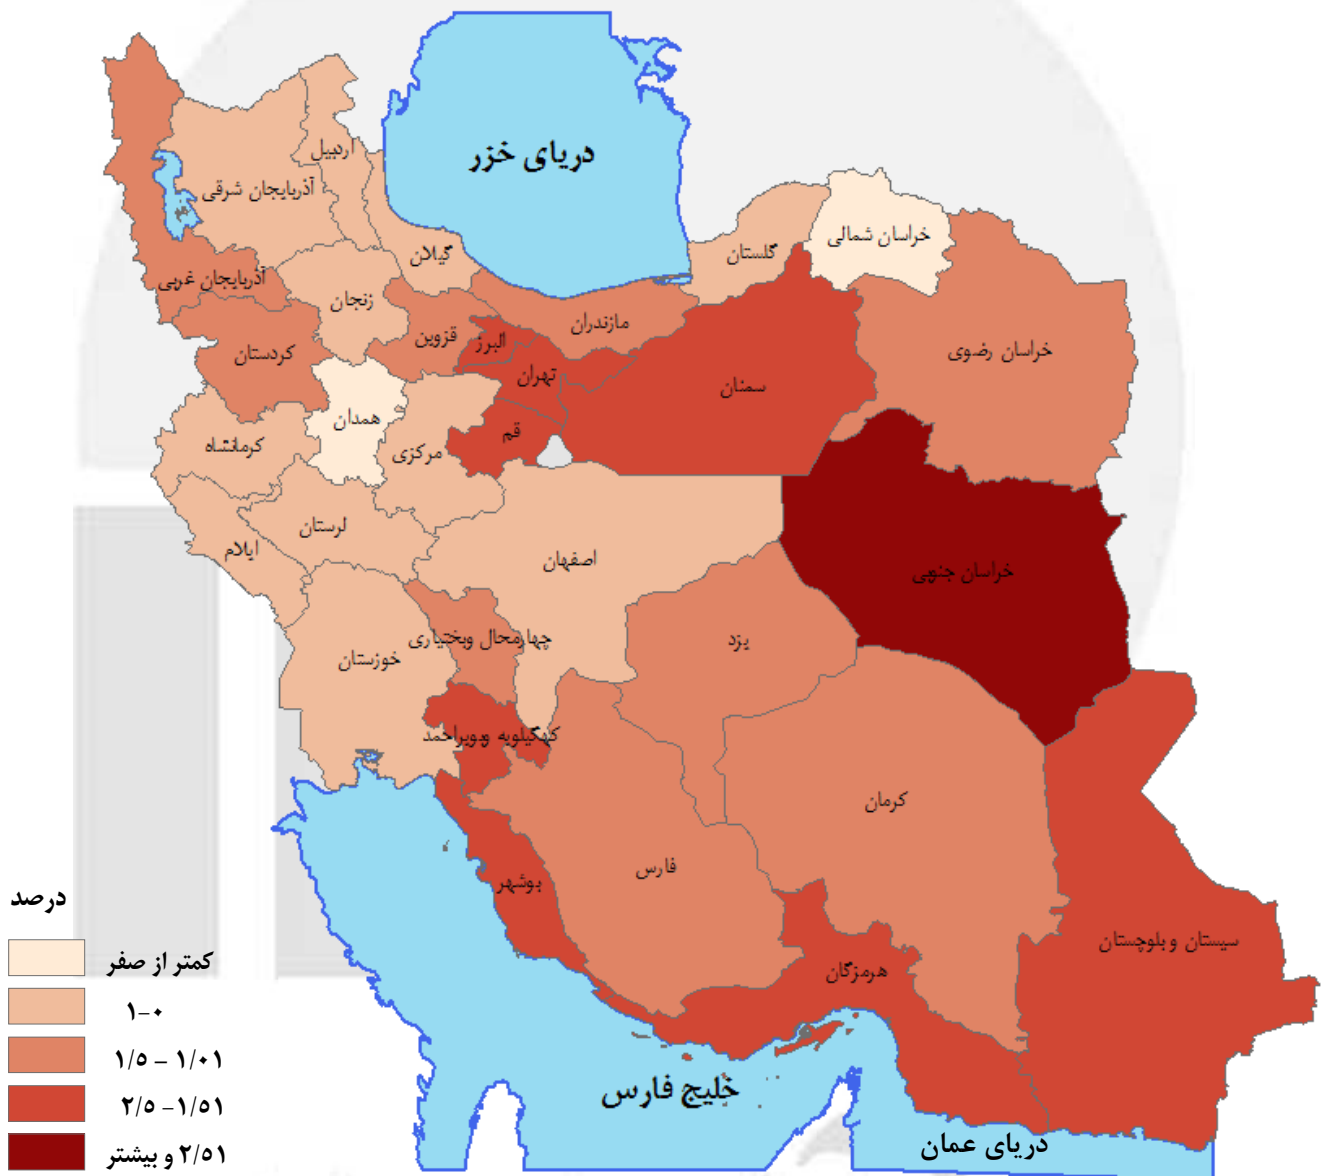 دریای خزر
اردبیل
آذربایجان شرقی
خراسان شمالی
گلستان
گیلان
آذربایجان غربی
زنجان
مازندران
قزوین
البرز
کردستان
خراسان رضوی
تهران
سمنان
همدان
قم
کرمانشاه
مرکزی
لرستان
ایلام
اصفهان
خراسان جنوبی
چهارمحال وبختیاری
یزد
خوزستان
کهگیلویه وبویراحمد
کرمان
فارس
بوشهر
سیستان و بلوچستان
هرمزگان
خلیج فارس
دریای عمان
درصد
کمتر از صفر
۰-۱
۱/۰۱ - ۱/۵
۱/۵۱- ۲/۵
۲/۵۱ و بیشتر